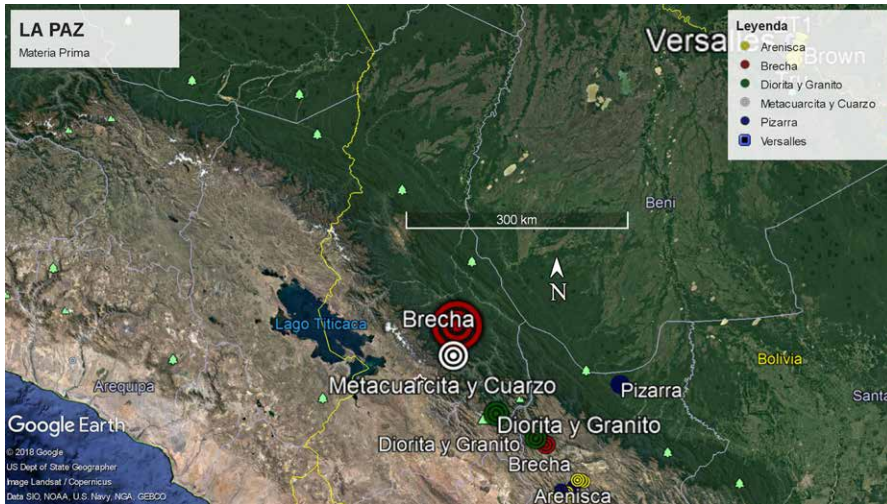 LA PAZ
Materia Prima
Versalles
Leyenda
Arenisca
Brecha
Diorita y Granito
Metacuarcita y Cuarzo
Pizarra
Versalles
Brown
300 km
Beni
N
Brecha
Lago Titicaca
Metacuarcita y Cuarzo
Bolivia
Arequipa
Pizarra
Santa
Diorita y Granito
Diorita y Granito
Brecha
Arenisca
Google Earth
© 2018 Google
US Dept of State Geographer
Image Landsat / Copernicus
Data SIO, NOAA, U.S. Navy, NGA, GEBCO